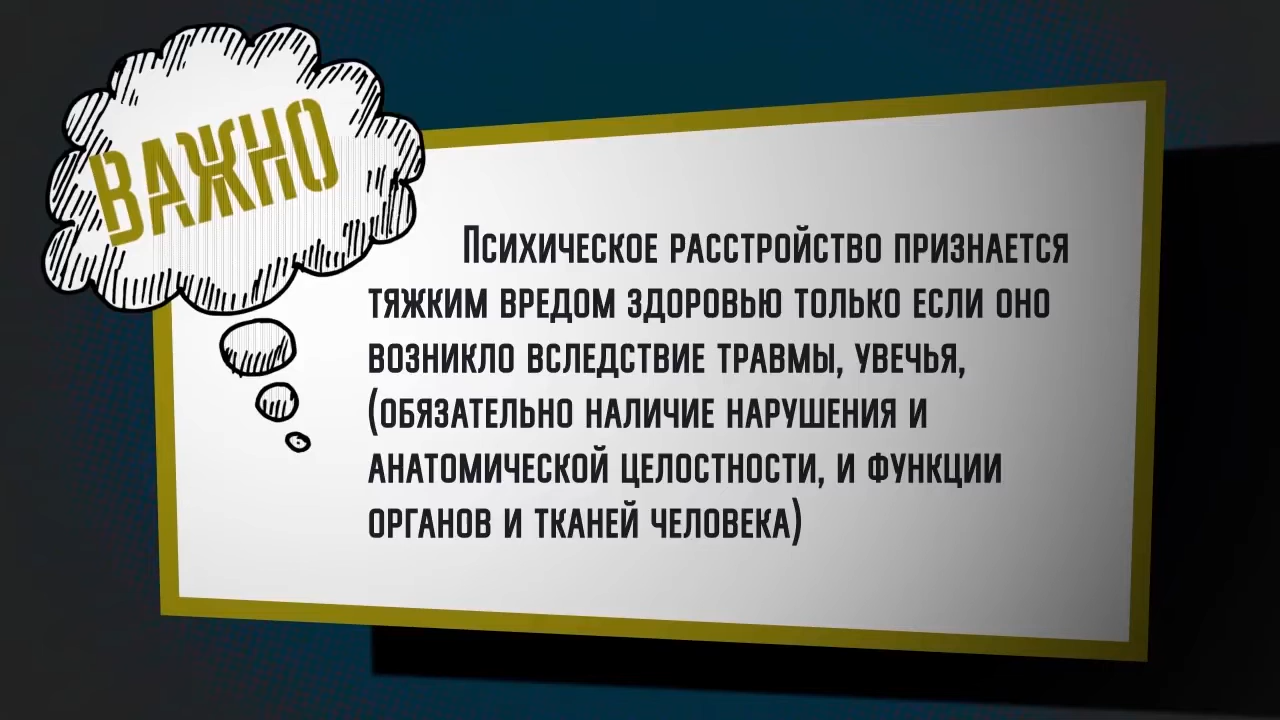 ВАЖНО
Психическое расстройство признается
тяжким вредом здоровью только если оно
возникло вследствие травмы, увечья,
(обязательно наличие нарушения и
анатомической целостности, и функции
органов и тканей человека)